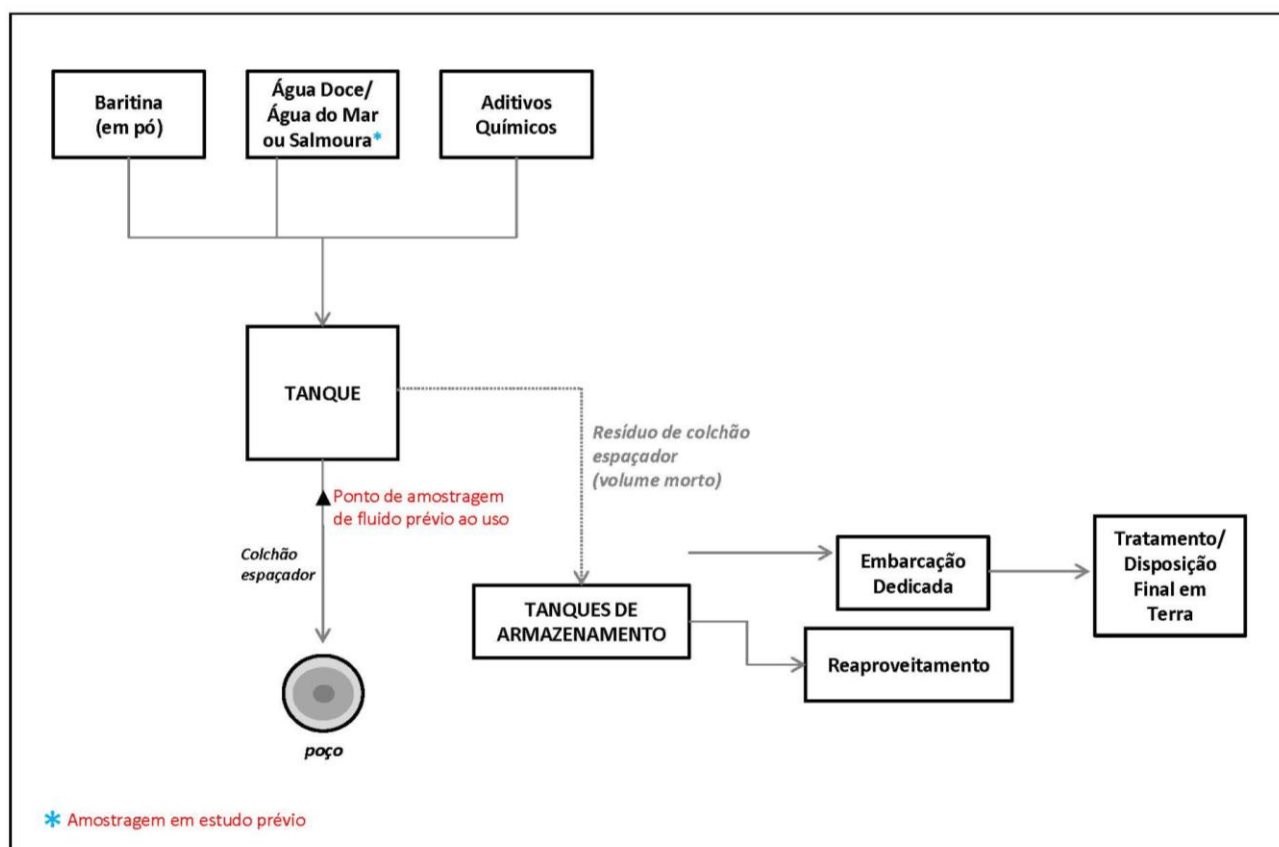 Baritina
(em pó)
Água Doce/
Água do Mar
ou Salmoura*
Aditivos
Químicos
TANQUE
Resíduo de colchão
espaçador
(volume morto)
Ponto de amostragem
de fluido prévio ao uso
Colchão
espaçador
poço
TANQUES DE
ARMAZENAMENTO
Embarcação
Dedicada
Tratamento/
Disposição
Final em
Terra
Reaproveitamento
* Amostragem em estudo prévio